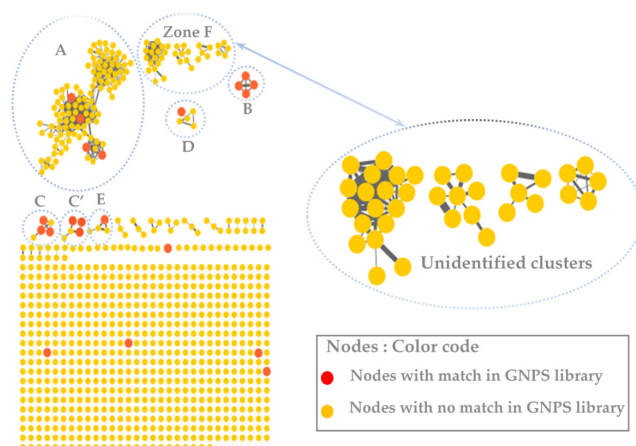 Zone F
A
B
D
C
C'
E
Unidentified clusters
Nodes : Color code
Nodes with match in GNPS library
Nodes with no match in GNPS library